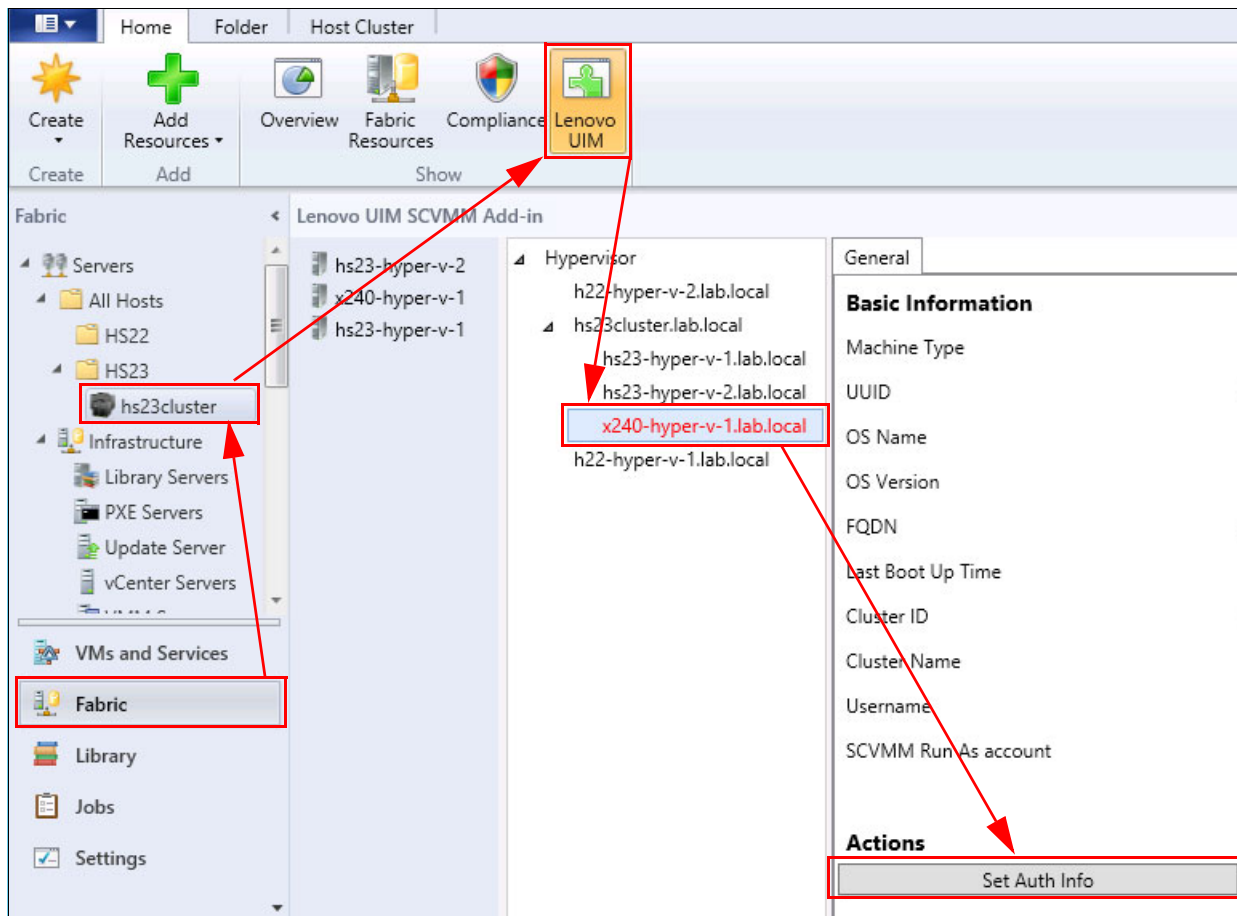 Home Folder Host Cluster
Create Add Resources Overview Fabric Resources Compliance Lenovo UIM
Create Add Show
Fabric
Servers
All Hosts
HS22
HS23
hs23cluster
Infrastructure
Library Servers
PXE Servers
Update Server
vCenter Servers
VMs and Services
Fabric
Library
Jobs
Settings
Lenovo UIM SCVMM Add-in
hs23-hyper-v-2
x240-hyper-v-1
hs23-hyper-v-1
Hypervisor
h22-hyper-v-2.lab.local
hs23cluster.lab.local
hs23-hyper-v-1.lab.local
hs23-hyper-v-2.lab.local
x240-hyper-v-1.lab.local
h22-hyper-v-1.lab.local
General
Basic Information
Machine Type
UUID
OS Name
OS Version
FQDN
Last Boot Up Time
Cluster ID
Cluster Name
Username
SCVMM Run As account
Actions
Set Auth Info